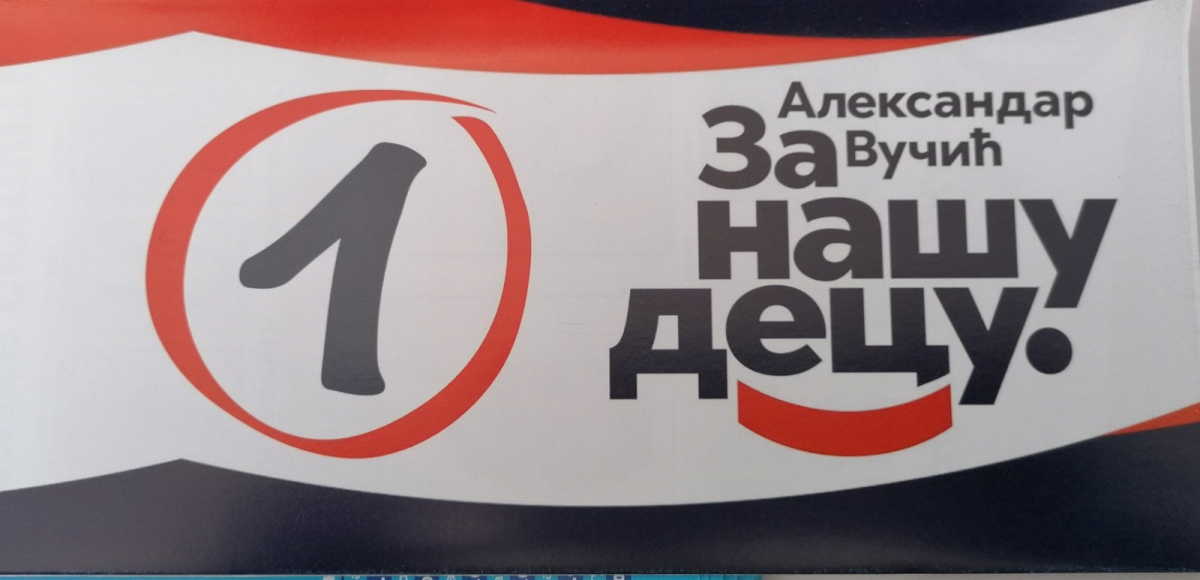 1
Александар
За Вучић
нашу
децу.